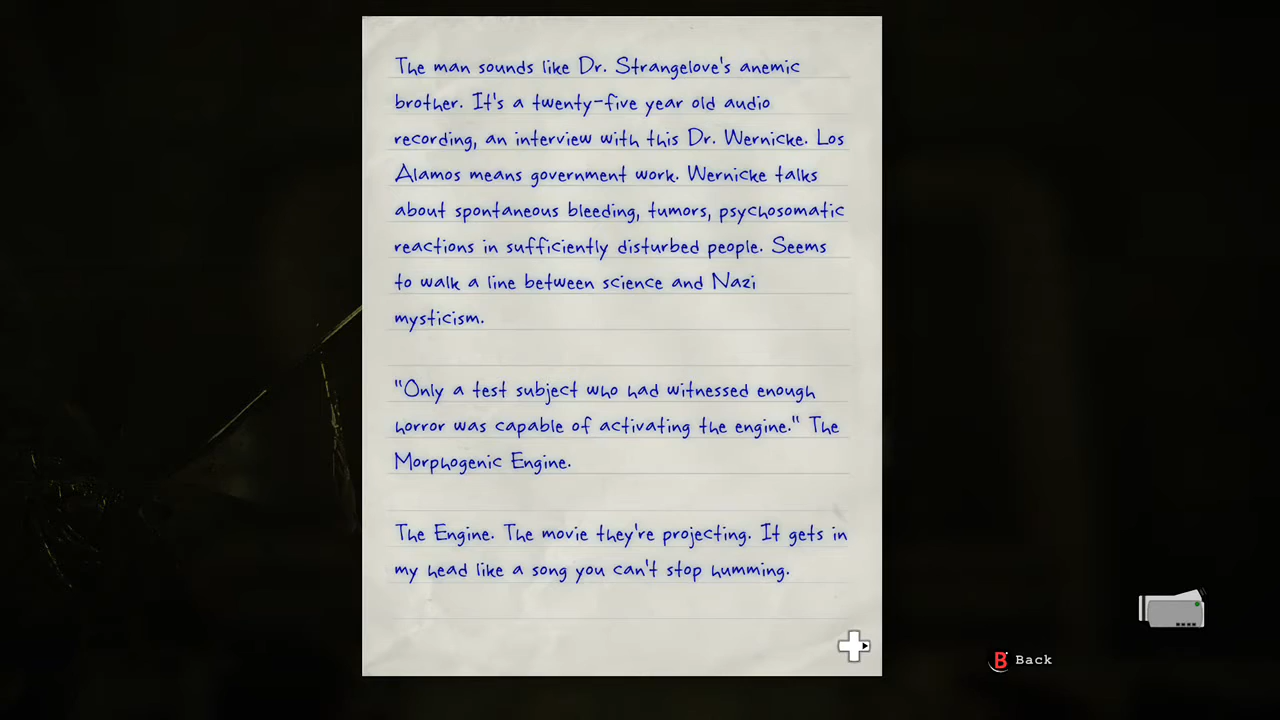 The man sounds like Dr. Strangelove's anemic
brother. It's a twenty-five year old audio
recording, an interview with this Dr. Wernicke. Los
Alamos means government work. Wernicke talks
about spontaneous bleeding, tumors, psychosomatic
reactions in sufficiently disturbed people. Seems
to walk a line between science and Nazi
mysticism.
"Only a test subject who had witnessed enough
horror was capable of activating the engine." The
Morphogenic Engine.
The Engine. The movie they're projecting. It gets in
my head like a song you can't stop humming.
B Back